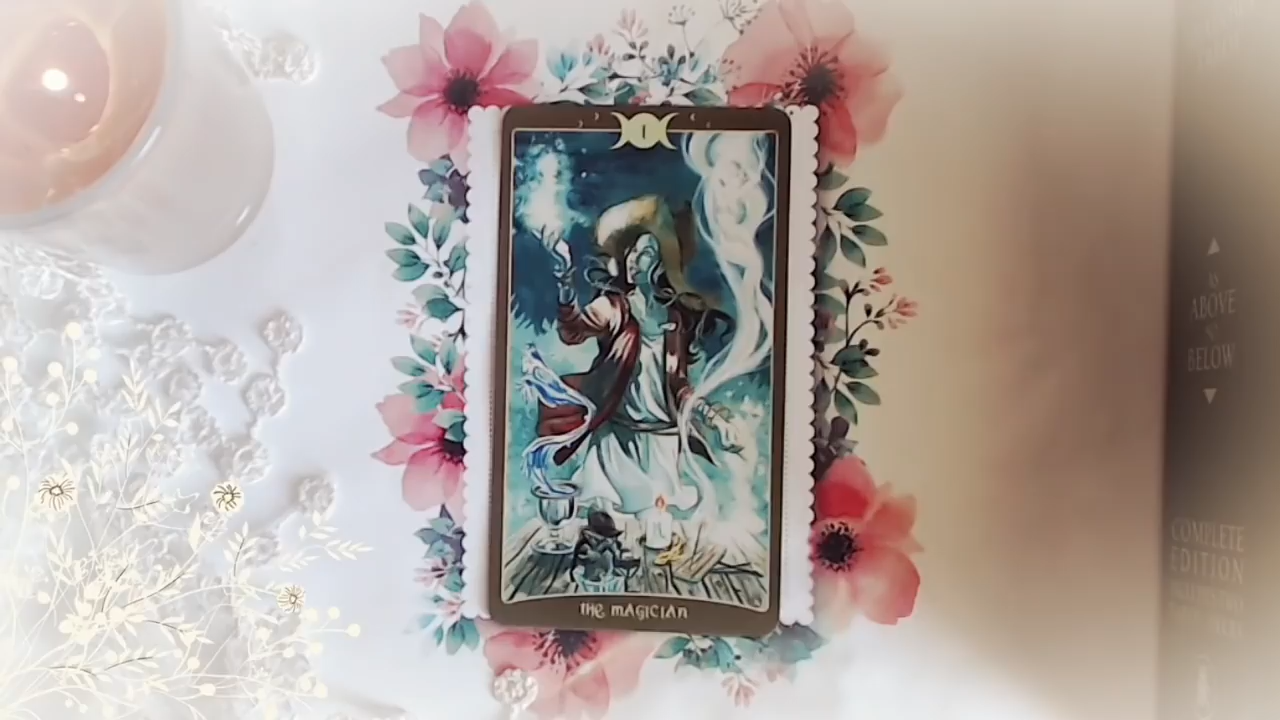 I
THE MAGICIAN
AS
ABOVE
SO
BELOW
COMPLETE
EDITION